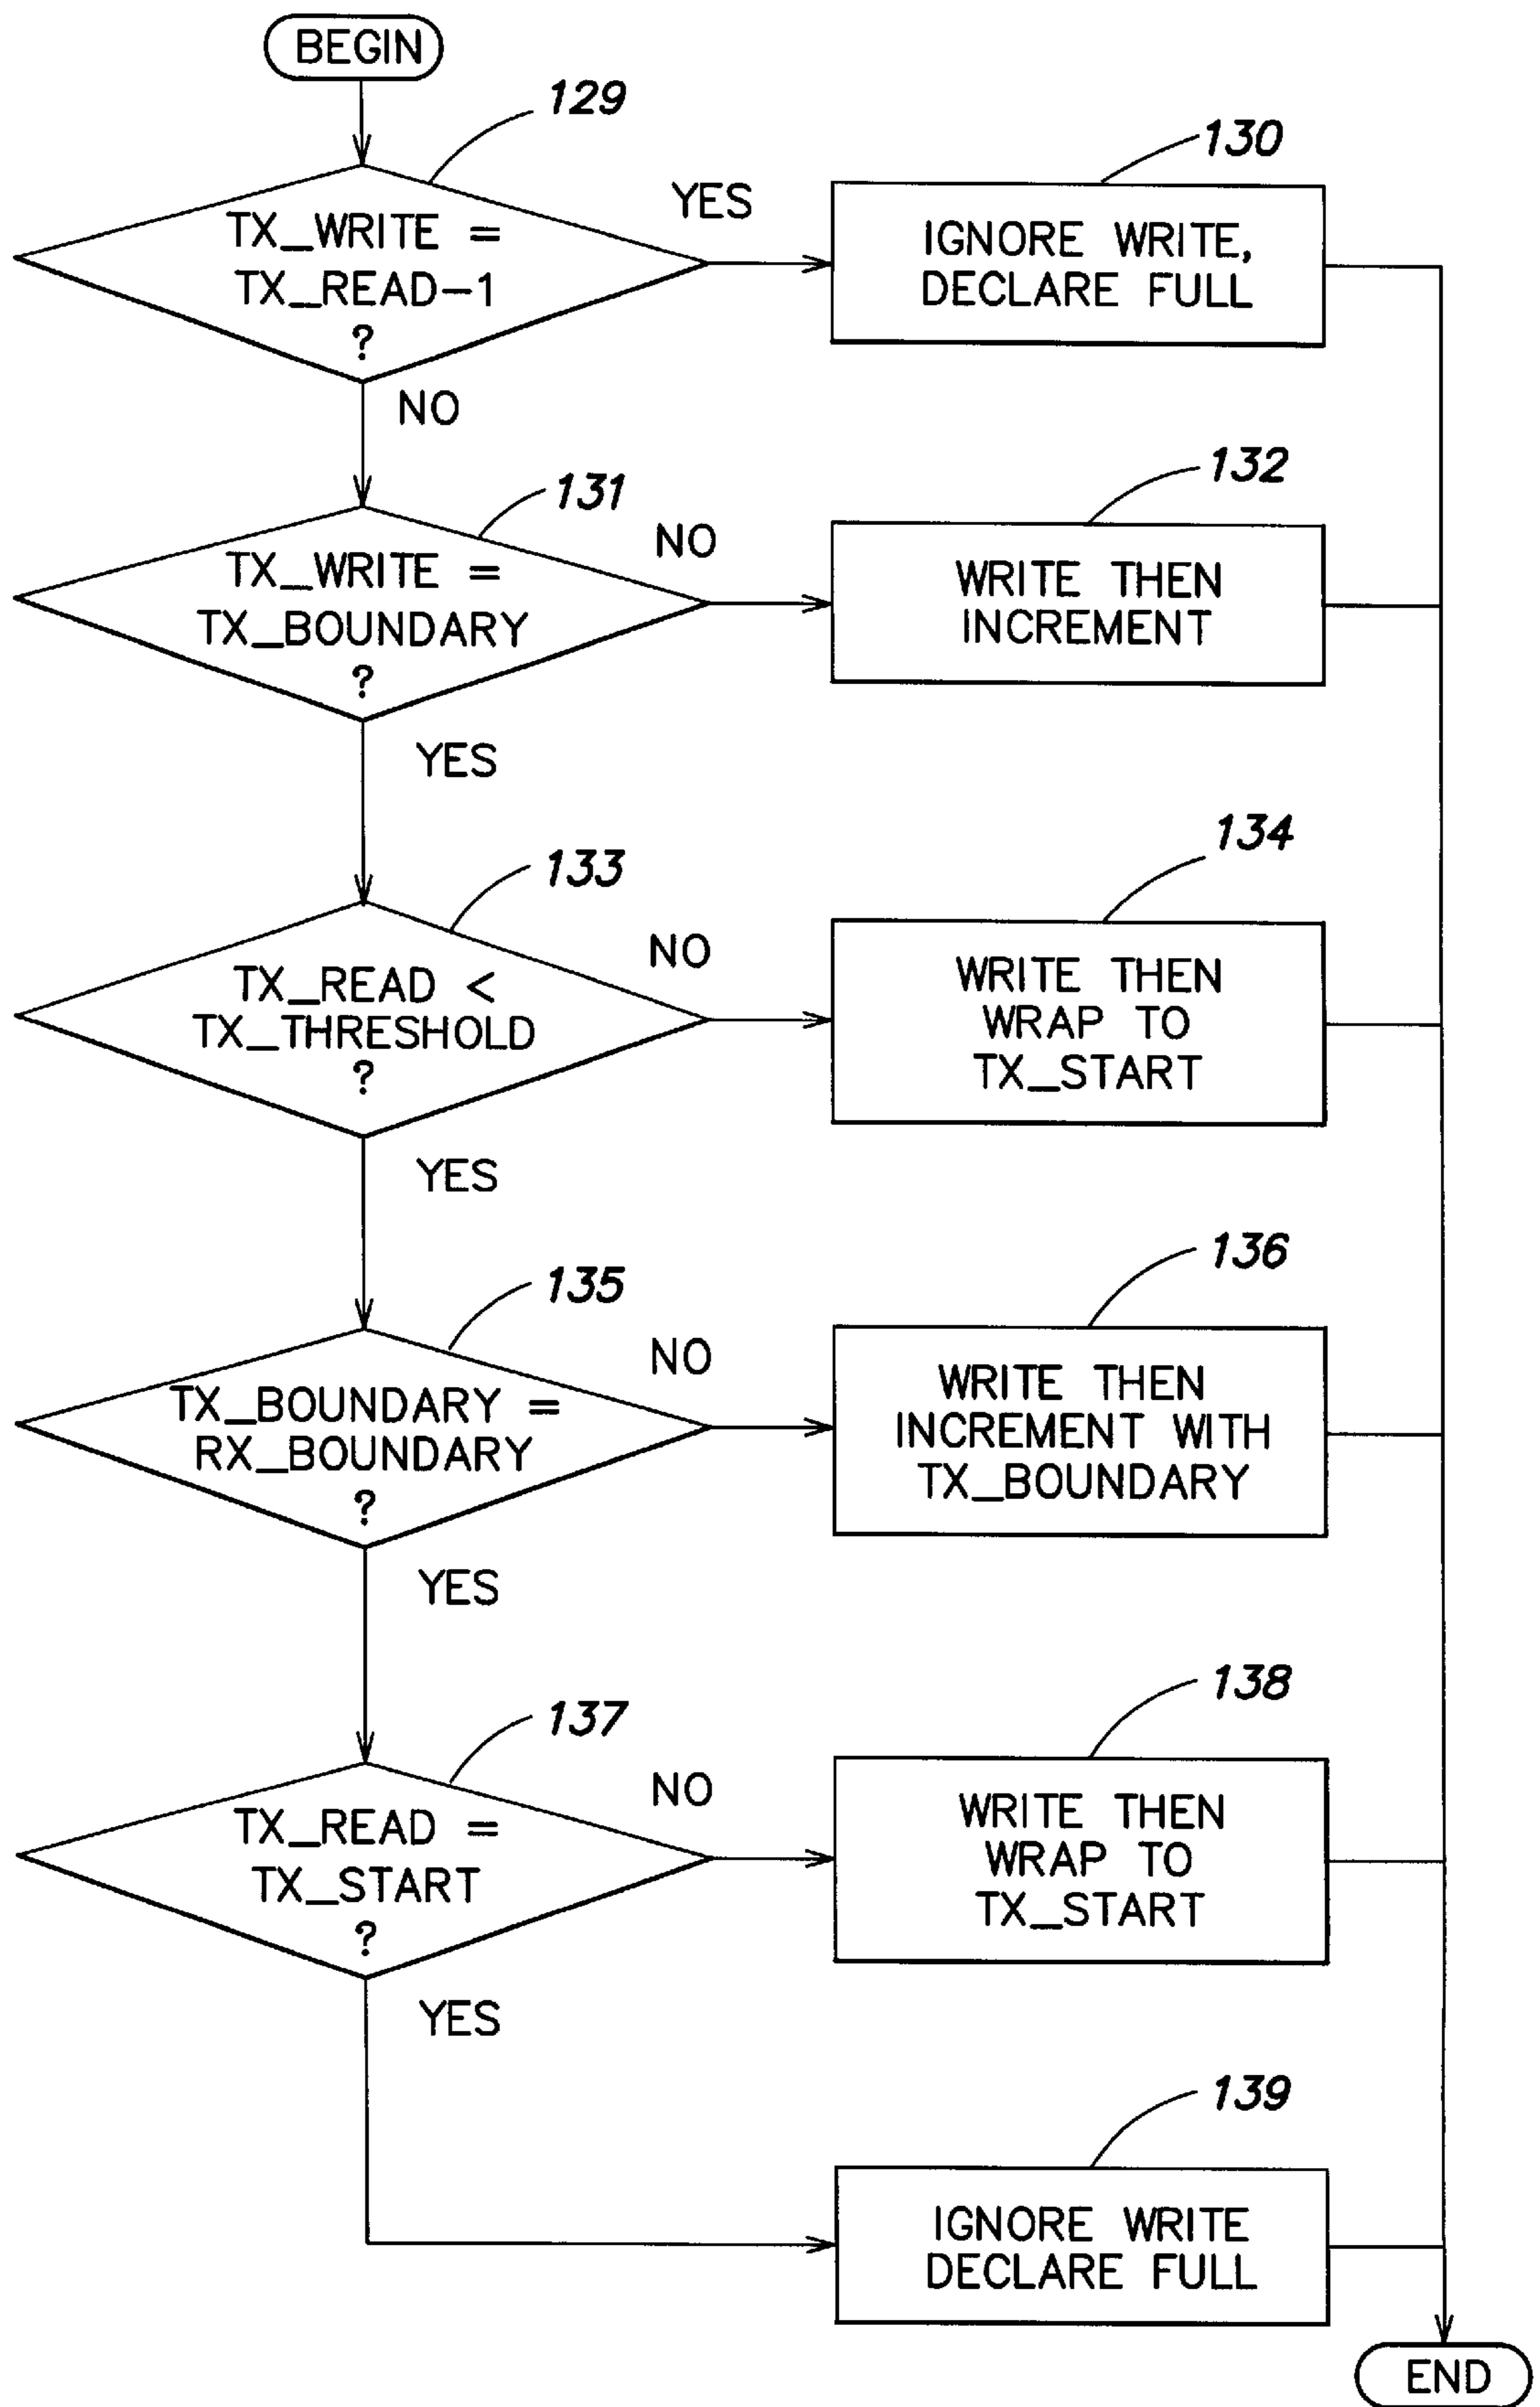 BEGIN
129
TX_WRITE =
TX_READ-1
?
YES
130
IGNORE WRITE,
DECLARE FULL
NO
131
TX_WRITE =
TX_BOUNDARY
?
NO
132
WRITE THEN
INCREMENT
YES
133
TX_READ <
TX_THRESHOLD
?
NO
134
WRITE THEN
WRAP TO
TX_START
YES
135
TX_BOUNDARY =
RX_BOUNDARY
?
NO
136
WRITE THEN
INCREMENT WITH
TX_BOUNDARY
YES
137
TX_READ =
TX_START
?
NO
138
WRITE THEN
WRAP TO
TX_START
YES
139
IGNORE WRITE
DECLARE FULL
END